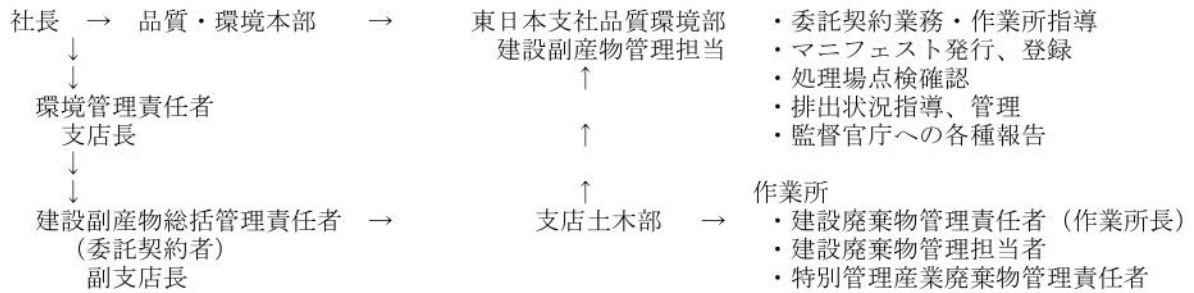 社長 → 品質・環境本部 → 東日本支社品質環境部 ・委託契約業務・作業所指導
↓ 建設副産物管理担当 ・マニフェスト発行、登録
↓ ↑ ・処理場点検確認
環境管理責任者 ・排出状況指導、管理
支店長 ↑ ・監督官庁への各種報告
↓
↓ ↑ 作業所
建設副産物総括管理責任者 → 支店土木部 → ・建設廃棄物管理責任者（作業所長）
（委託契約者） ・建設廃棄物管理担当者
副支店長 ・特別管理産業廃棄物管理責任者